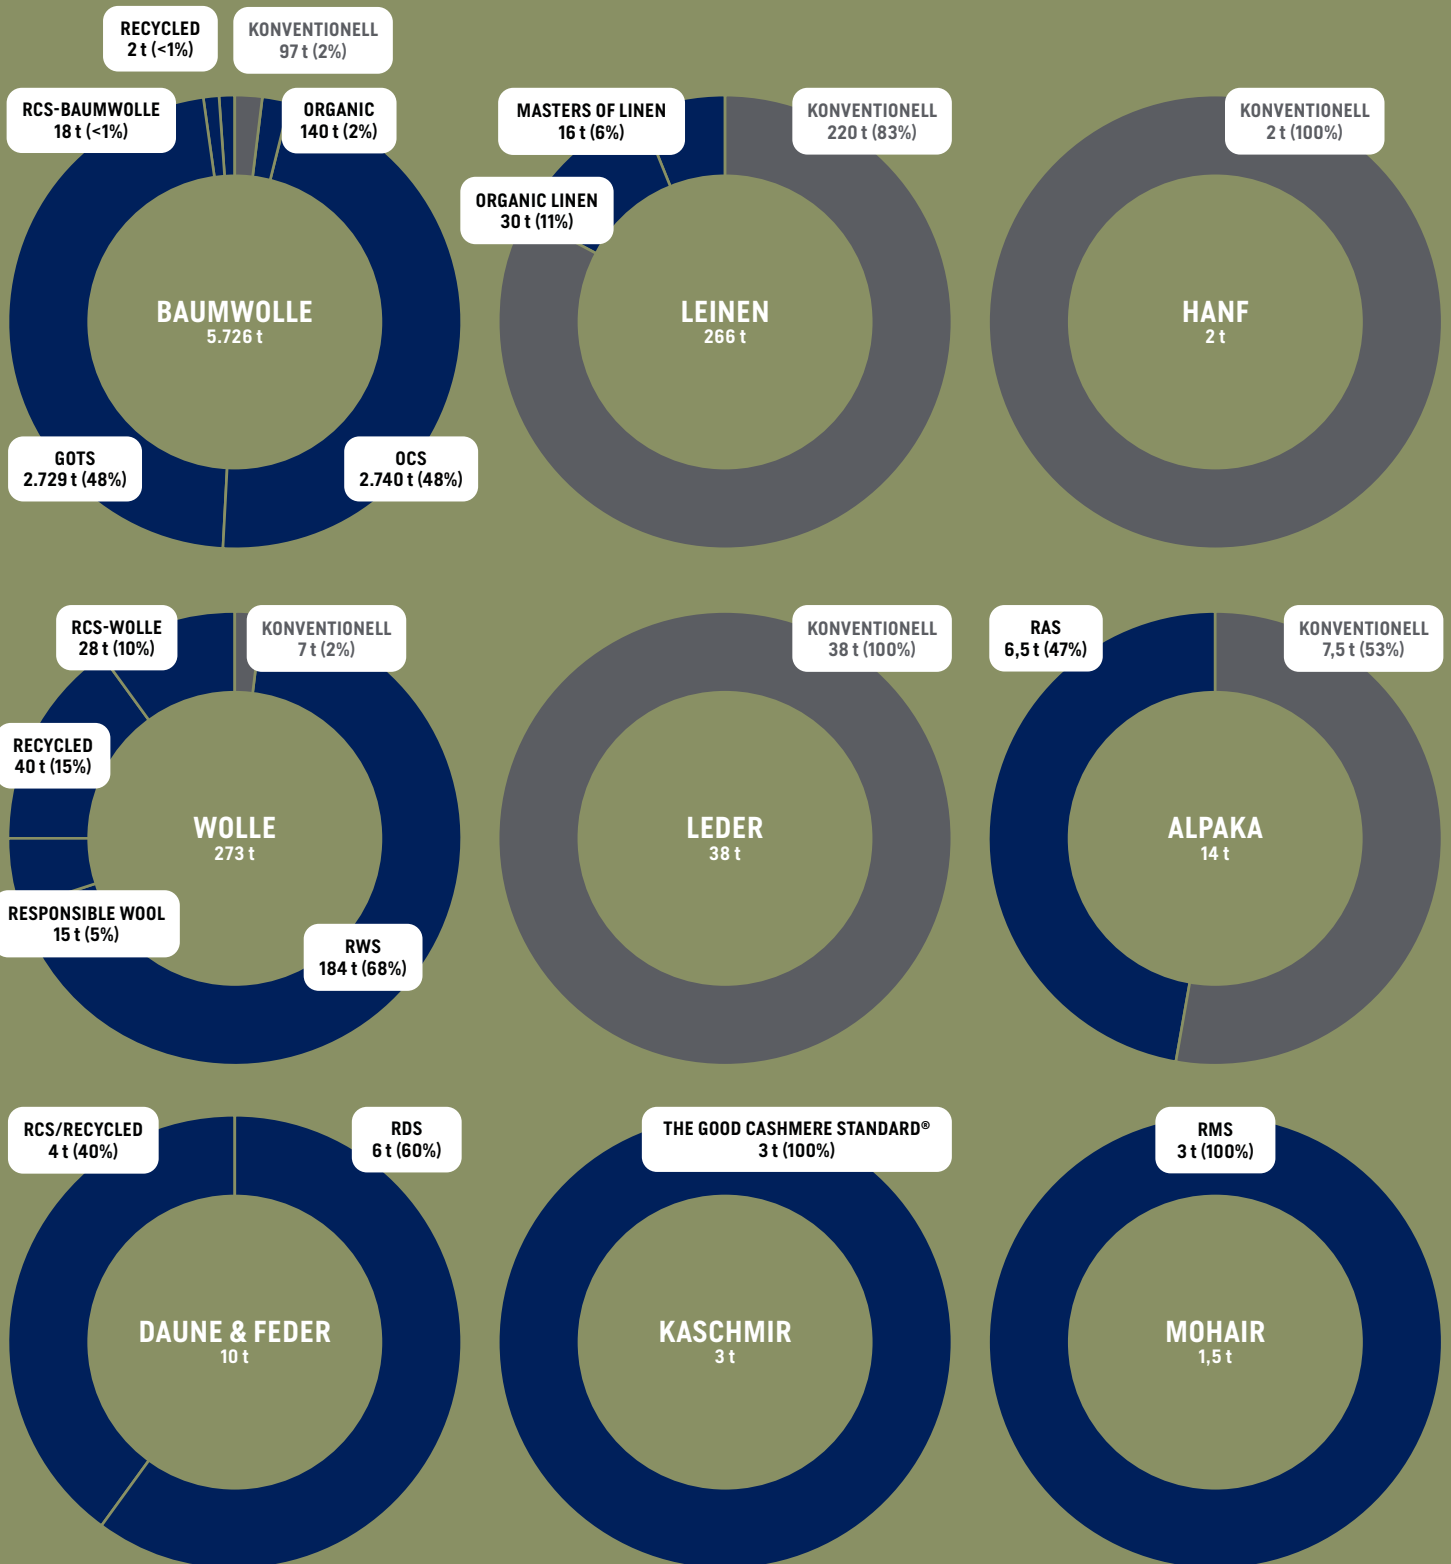 RECYCLED
2 t (<1%)
KONVENTIONELL
97 t (2%)
RCS-BAUMWOLLE
18 t (<1%)
ORGANIC
140 t (2%)
BAUMWOLLE
5.726 t
GOTS
2.729 t (48%)
OCS
2.740 t (48%)
MASTERS OF LINEN
16 t (6%)
KONVENTIONELL
220 t (83%)
ORGANIC LINEN
30 t (11%)
LEINEN
266 t
KONVENTIONELL
2 t (100%)
HANF
2 t
RCS-WOLLE
28 t (10%)
KONVENTIONELL
7 t (2%)
RECYCLED
40 t (15%)
WOLLE
273 t
RESPONSIBLE WOOL
15 t (5%)
RWS
184 t (68%)
KONVENTIONELL
38 t (100%)
LEDER
38 t
RAS
6,5 t (47%)
KONVENTIONELL
7,5 t (53%)
ALPAKA
14 t
RCS/RECYCLED
4 t (40%)
RDS
6 t (60%)
DAUNE & FEDER
10 t
THE GOOD CASHMERE STANDARD®
3 t (100%)
KASCHMIR
3 t
RMS
3 t (100%)
MOHAIR
1,5 t